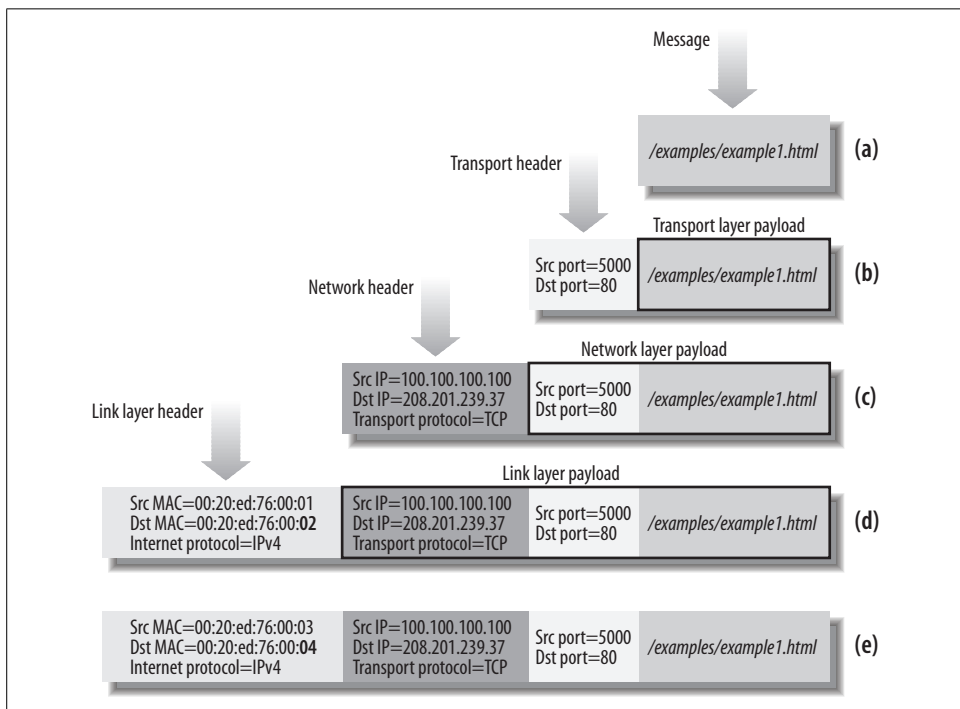 Message
/examples/example1.html
(a)
Transport header
Transport layer payload
Src port=5000
Dst port=80
/examples/example1.html
(b)
Network header
Network layer payload
Src IP=100.100.100.100
Dst IP=208.201.239.37
Transport protocol=TCP
Src port=5000
Dst port=80
/examples/example1.html
(c)
Link layer header
Link layer payload
Src MAC=00:20:ed:76:00:01
Dst MAC=00:20:ed:76:00:02
Internet protocol=IPv4
Src IP=100.100.100.100
Dst IP=208.201.239.37
Transport protocol=TCP
Src port=5000
Dst port=80
/examples/example1.html
(d)
Src MAC=00:20:ed:76:00:03
Dst MAC=00:20:ed:76:00:04
Internet protocol=IPv4
Src IP=100.100.100.100
Dst IP=208.201.239.37
Transport protocol=TCP
Src port=5000
Dst port=80
/examples/example1.html
(e)